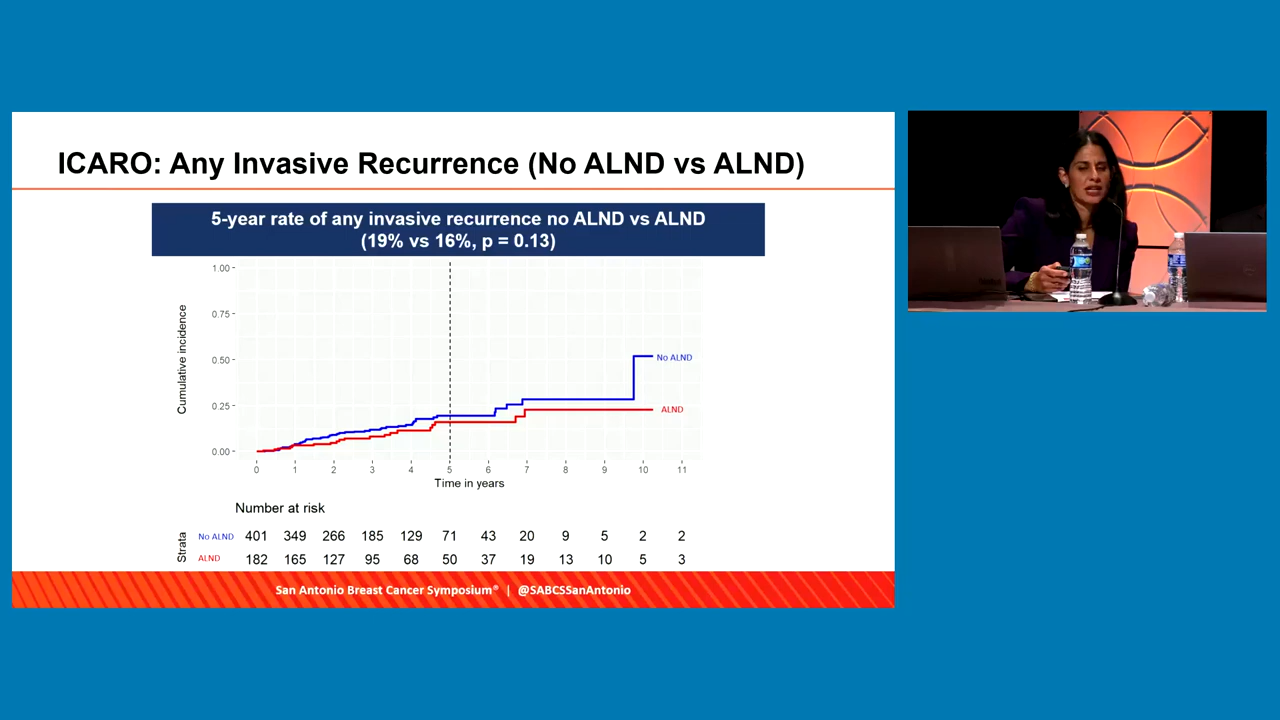 ICARO: Any Invasive Recurrence (No ALND vs ALND)
5-year rate of any invasive recurrence no ALND vs ALND
(19% vs 16%, p = 0.13)
Cumulative incidence
1.00
0.75
0.50
0.25
0.00
No ALND
ALND
0 1 2 3 4 5 6 7 8 9 10 11
Time in years
Number at risk
Strata
No ALND 401 349 266 185 129 71 43 20 9 5 2 2
ALND 182 165 127 95 68 50 37 19 13 10 5 3
San Antonio Breast Cancer Symposium® | @SABCSSanAntonio